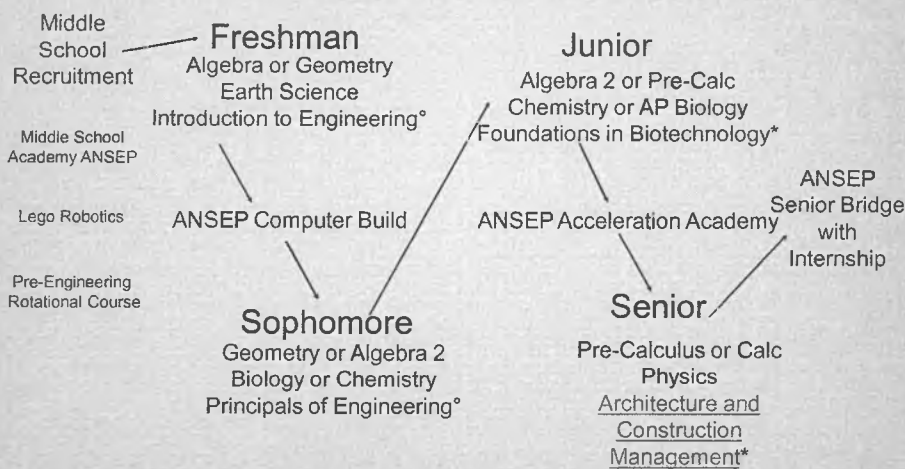 Middle
School
Recruitment
Middle School
Academy ANSEP
Lego Robotics
Pre-Engineering
Rotational Course
Freshman
Algebra or Geometry
Earth Science
Introduction to Engineering°
ANSEP Computer Build
Sophomore
Geometry or Algebra 2
Biology or Chemistry
Principals of Engineering°
Junior
Algebra 2 or Pre-Calc
Chemistry or AP Biology
Foundations in Biotechnology*
ANSEP Acceleration Academy
Senior
Pre-Calculus or Calc
Physics
Architecture and
Construction
Management*
ANSEP
Senior Bridge
with
Internship